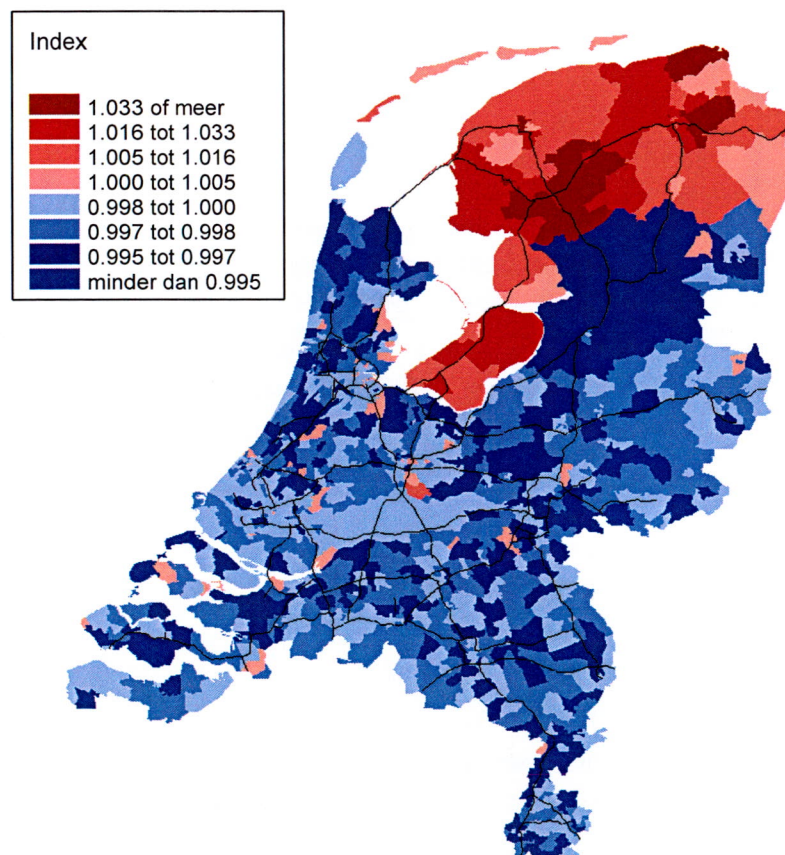 Index
1.033 of meer
1.016 tot 1.033
1.005 tot 1.016
1.000 tot 1.005
0.998 tot 1.000
0.997 tot 0.998
0.995 tot 0.997
minder dan 0.995